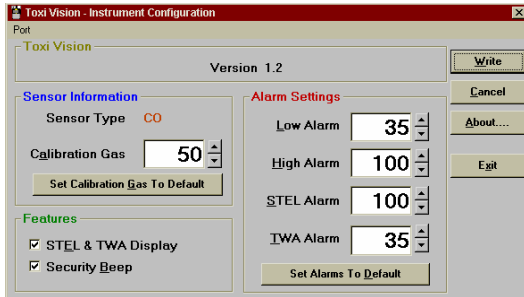 Toxi Vision - Instrument Configuration
Port
Toxi Vision
Version 1.2
Sensor Information
Sensor Type CO
Calibration Gas 50
Set Calibration Gas To Default
Features
STEL & TWA Display
Security Beep
Alarm Settings
Low Alarm 35
High Alarm 100
STEL Alarm 100
TWA Alarm 35
Set Alarms To Default
Write
Cancel
About....
Exit